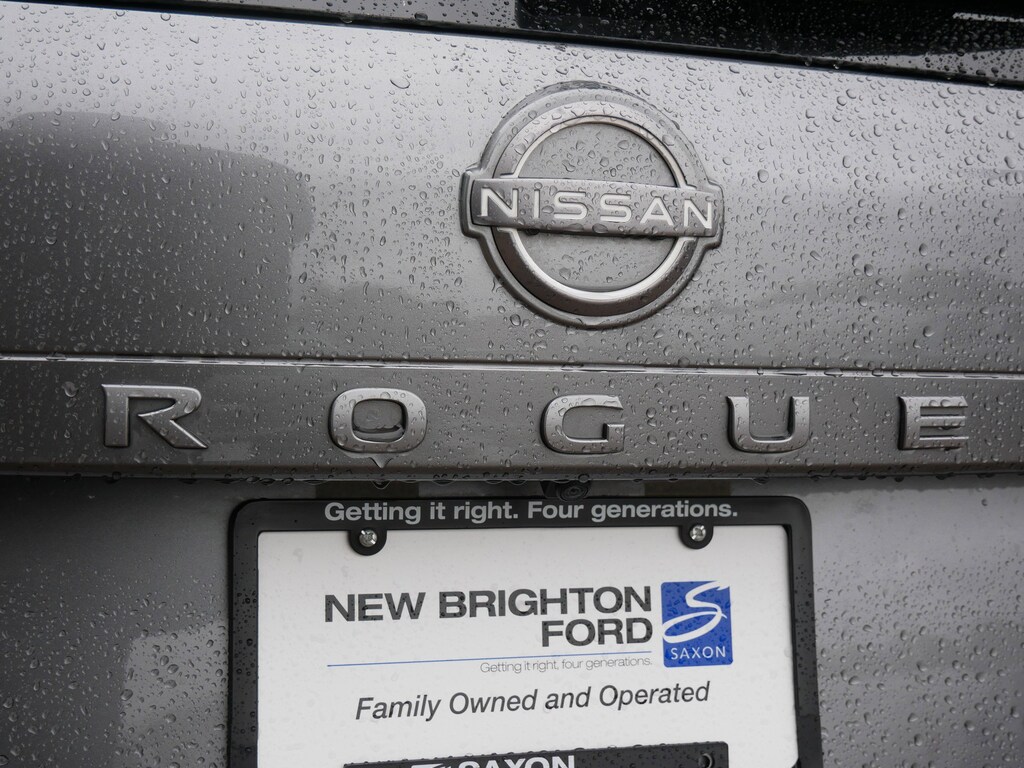 NISSAN
ROGUE
Getting it right. Four generations.
NEW BRIGHTON
FORD
SAXON
Getting it right, four generations.
Family Owned and Operated
SAXON